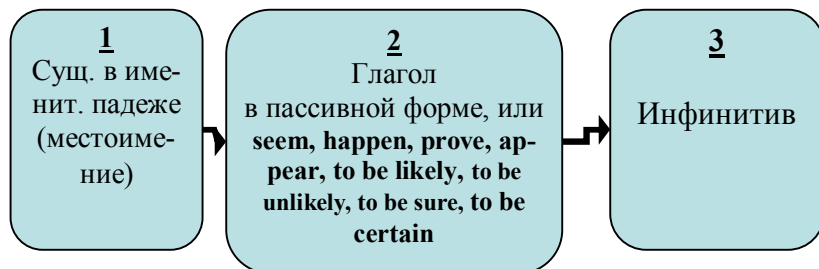 1
Сущ. в име-
нит. падеже
(местоиме-
ние)
2
Глагол
в пассивной форме, или
seem, happen, prove, ap-
pear, to be likely, to be
unlikely, to be sure, to be
certain
3
Инфинитив